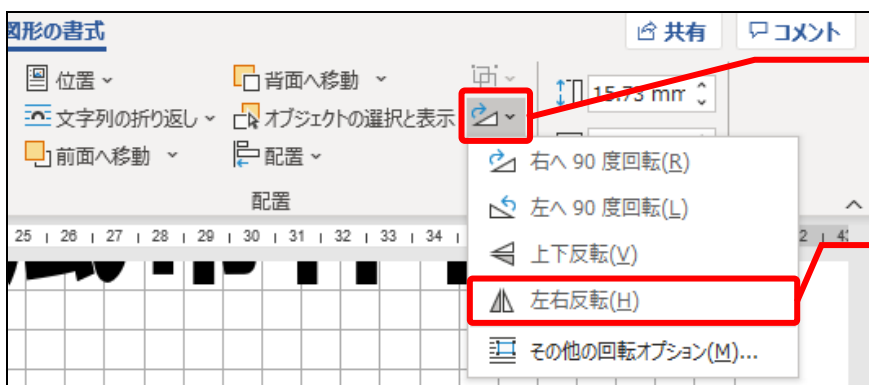 図形の書式 共有 コメント
位置 背面へ移動
文字列の折り返し オブジェクトの選択と表示 15.73 mm
前面へ移動 配置
配置
右へ 90 度回転(R)
左へ 90 度回転(L)
上下反転(V)
左右反転(H)
その他の回転オプション(M)...
25 26 27 28 29 30 31 32 33 34